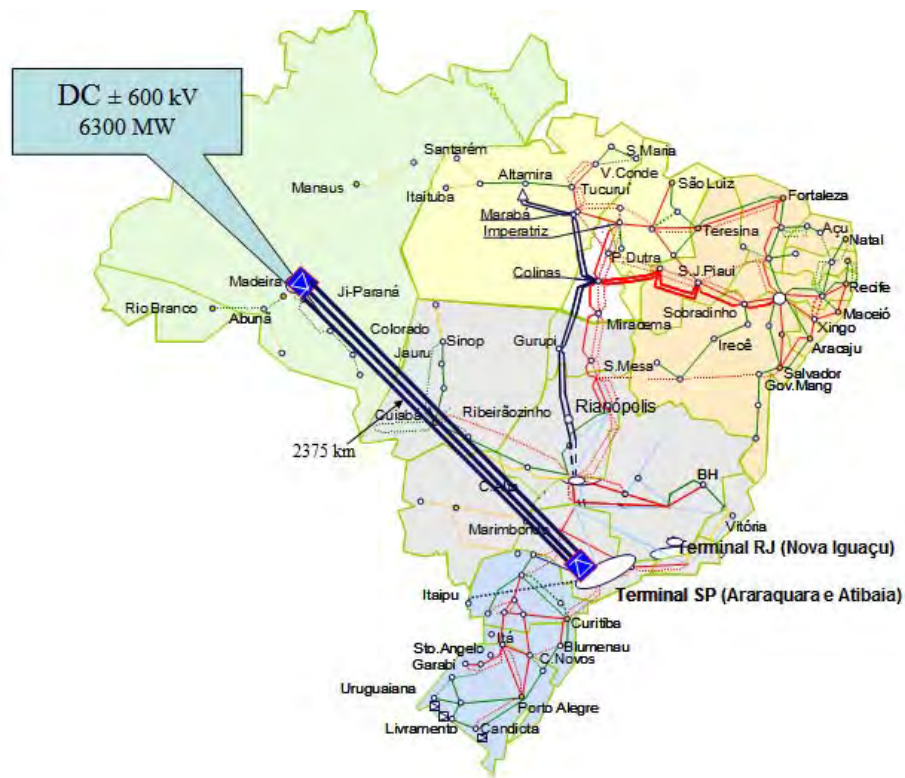 DC ± 600 kV
6300 MW
S.Maria
Santarém
V.Conde
Altamira
Manaus
Tucuruí
São Luiz
Itaituba
Fortaleza
Marabá
Imperatriz
Teresina
Açu
Natal
P.Dutra
S.J.Piaui
Colinas
Madeira
Ji-Paraná
Recife
Rio Branco
Abunã
Sobradinho
Maceió
Miracema
Xingo
Colorado
Sinop
Gurupi
Irecê
Aracaju
Jauru
S.Mesa
Salvador
Gov.Mang
Cuiabá
Ribeirãozinho
Rianópolis
2375 km
BH
Marimbondo
Vitória
Terminal RJ (Nova Iguaçu)
Itaipu
Terminal SP (Araraquara e Atibaia)
Curitiba
Itá
Sto.Angelo
Blumenau
Garabi
C.Novos
Uruguaiana
Porto Alegre
Livramento
Candiota